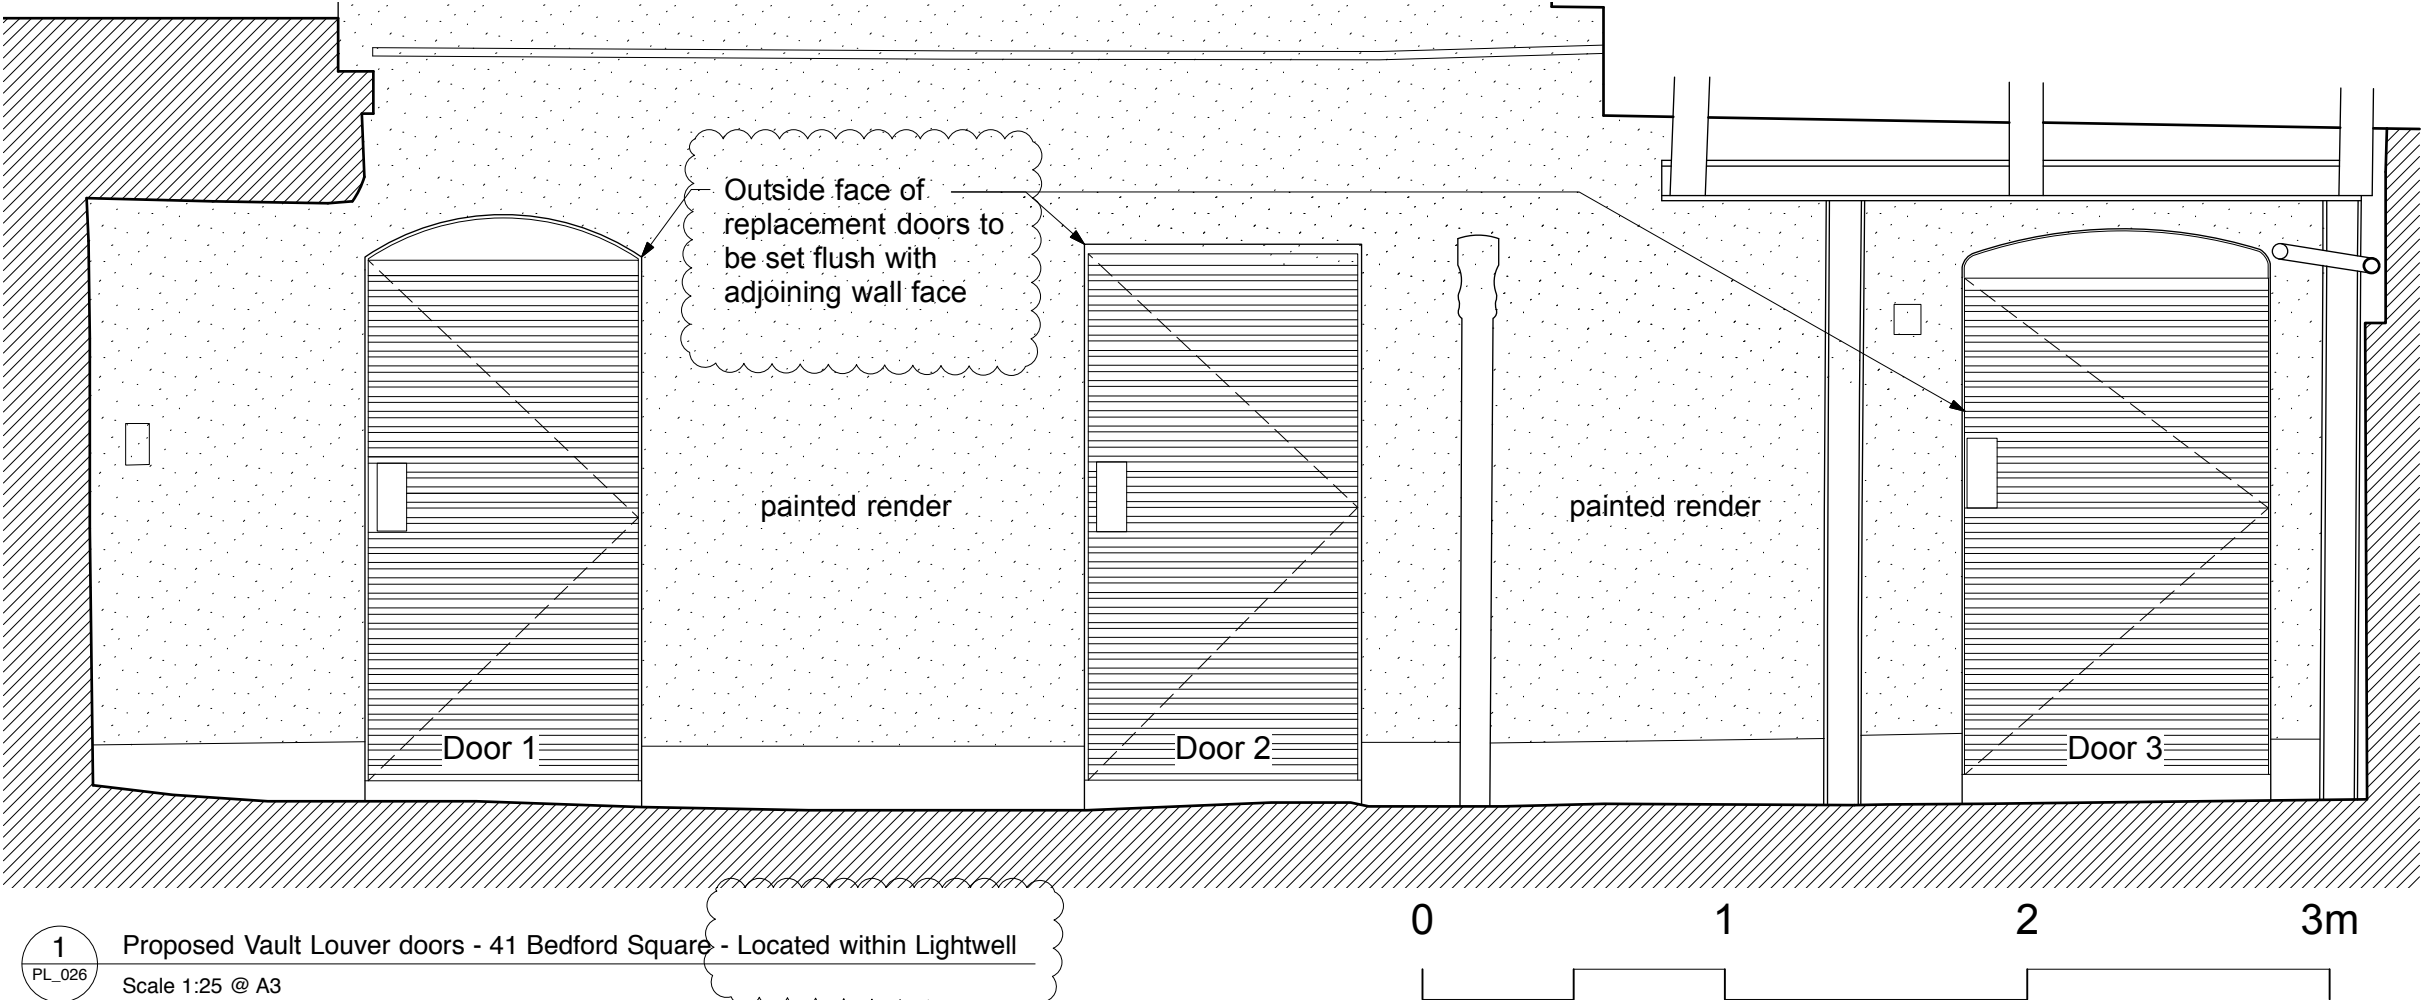 Outside face of
replacement doors to
be set flush with
adjoining wall face
painted render
painted render
Door 1
Door 2
Door 3
0 1 2 3m
1
PL_026
Proposed Vault Louver doors - 41 Bedford Square - Located within Lightwell
Scale 1:25 @ A3